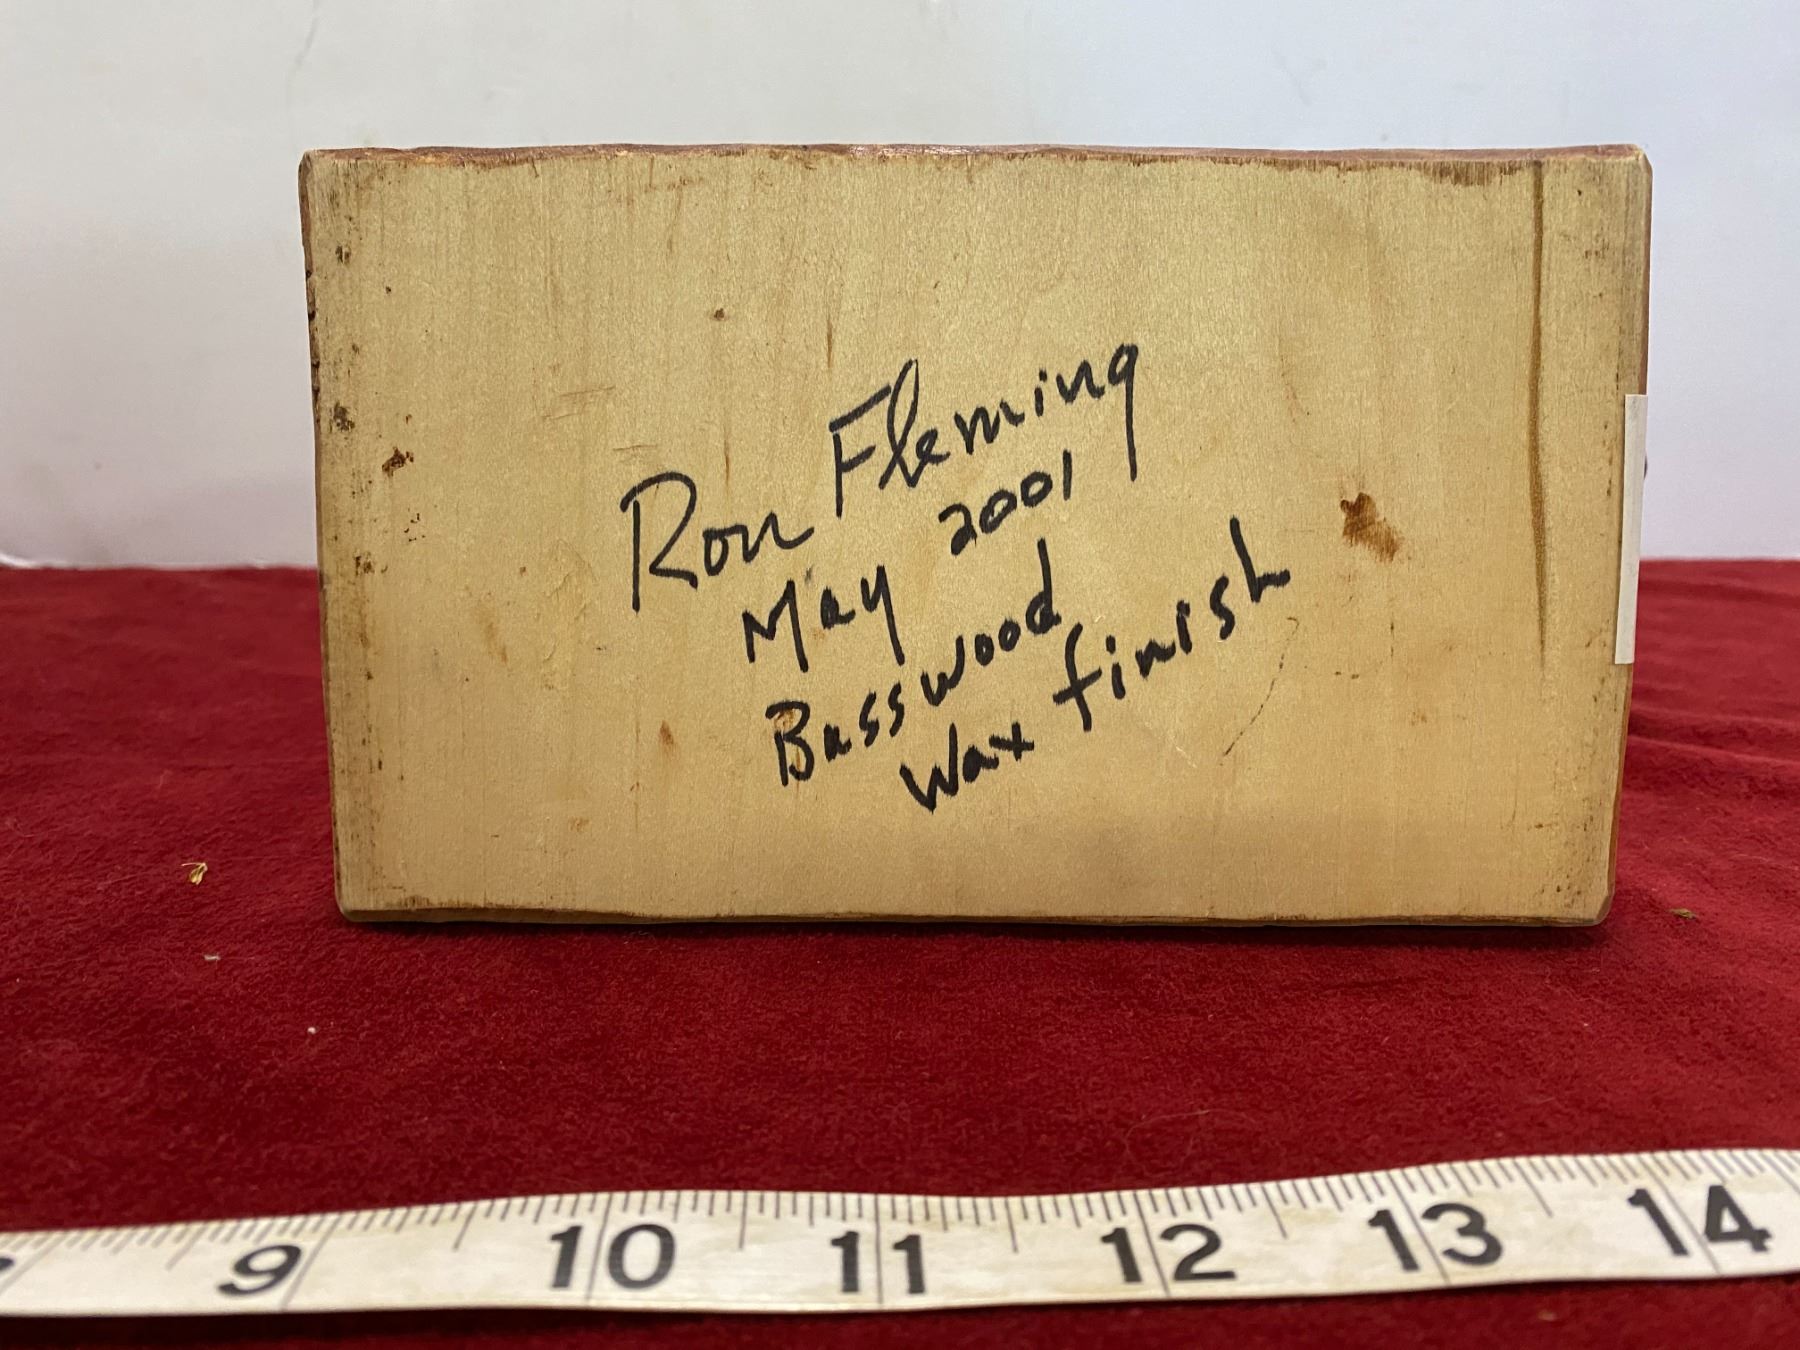 Ron Fleming
May 2001
Basswood
Wax finish
9 10 11 12 13 14